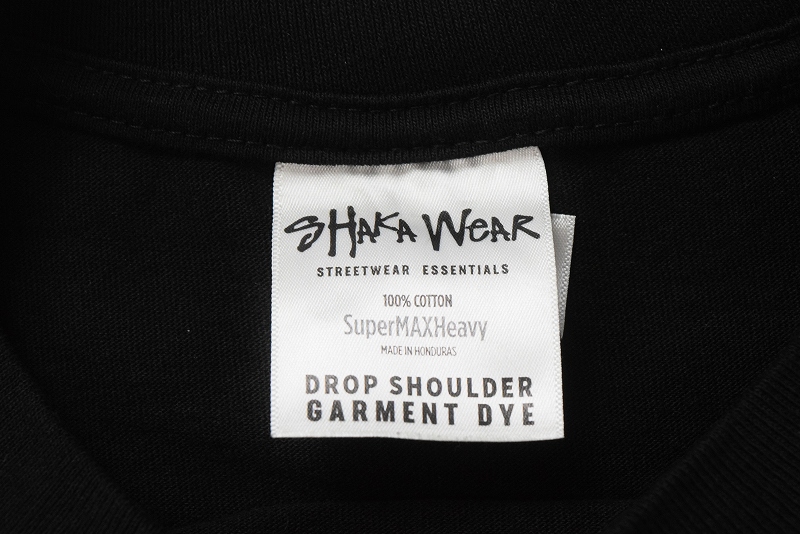 SHAKA WEAR
STREETWEAR ESSENTIALS
100% COTTON
SuperMAXHeavy
MADE IN HONDURAS
DROP SHOULDER
GARMENT DYE